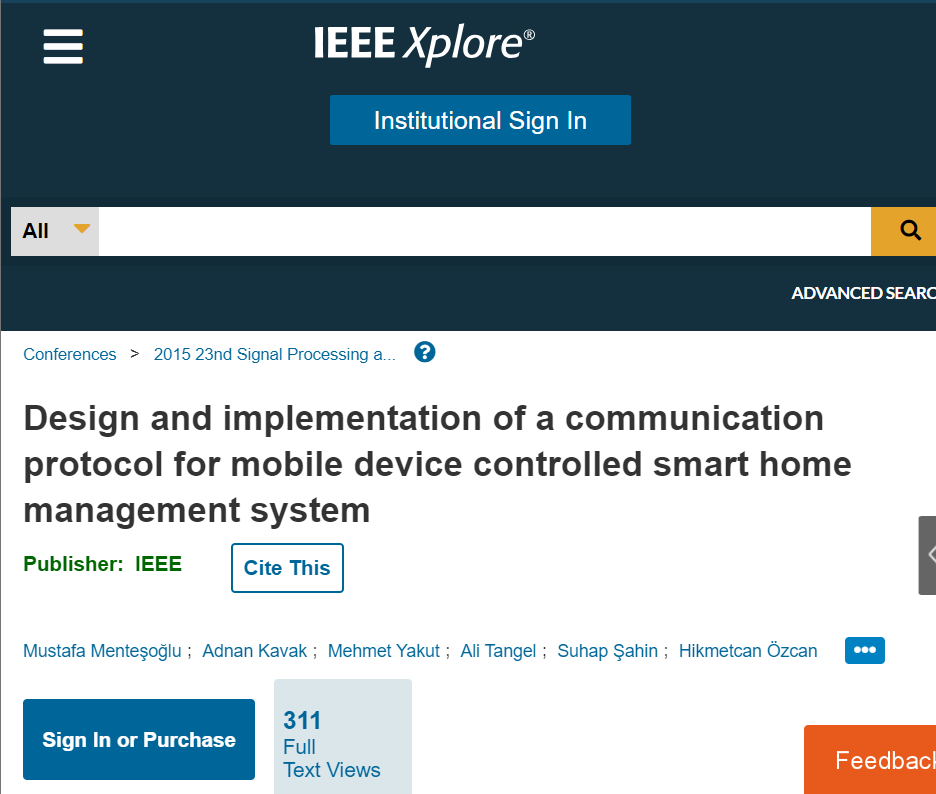 IEEE Xplore®
Institutional Sign In
All
ADVANCED SEARC
Conferences > 2015 23nd Signal Processing a... ?
Design and implementation of a communication
protocol for mobile device controlled smart home
management system
Publisher: IEEE
Cite This
Mustafa Menteşoğlu ; Adnan Kavak ; Mehmet Yakut ; Ali Tangel ; Suhap Şahin ; Hikmetcan Özcan •••
Sign In or Purchase
311
Full
Text Views
Feedback